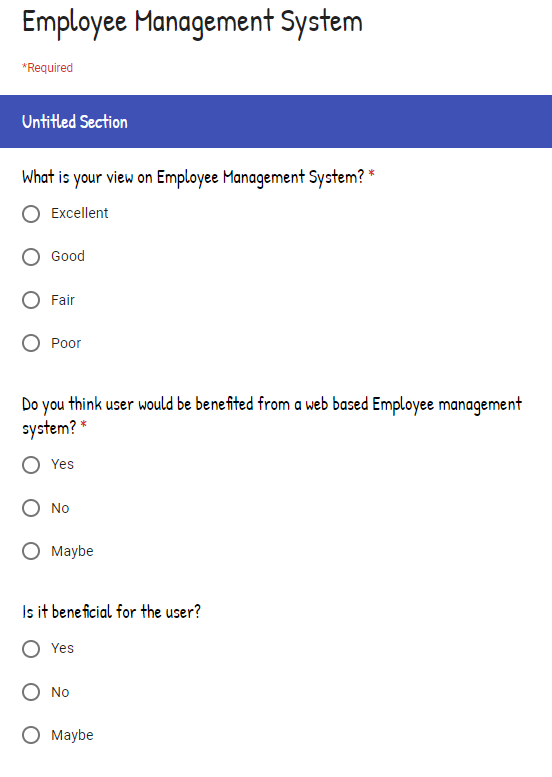 Employee Management System
*Required
Untitled Section
What is your view on Employee Management System? *
Excellent
Good
Fair
Poor
Do you think user would be benefited from a web based Employee management
system? *
Yes
No
Maybe
Is it beneficial for the user?
Yes
No
Maybe